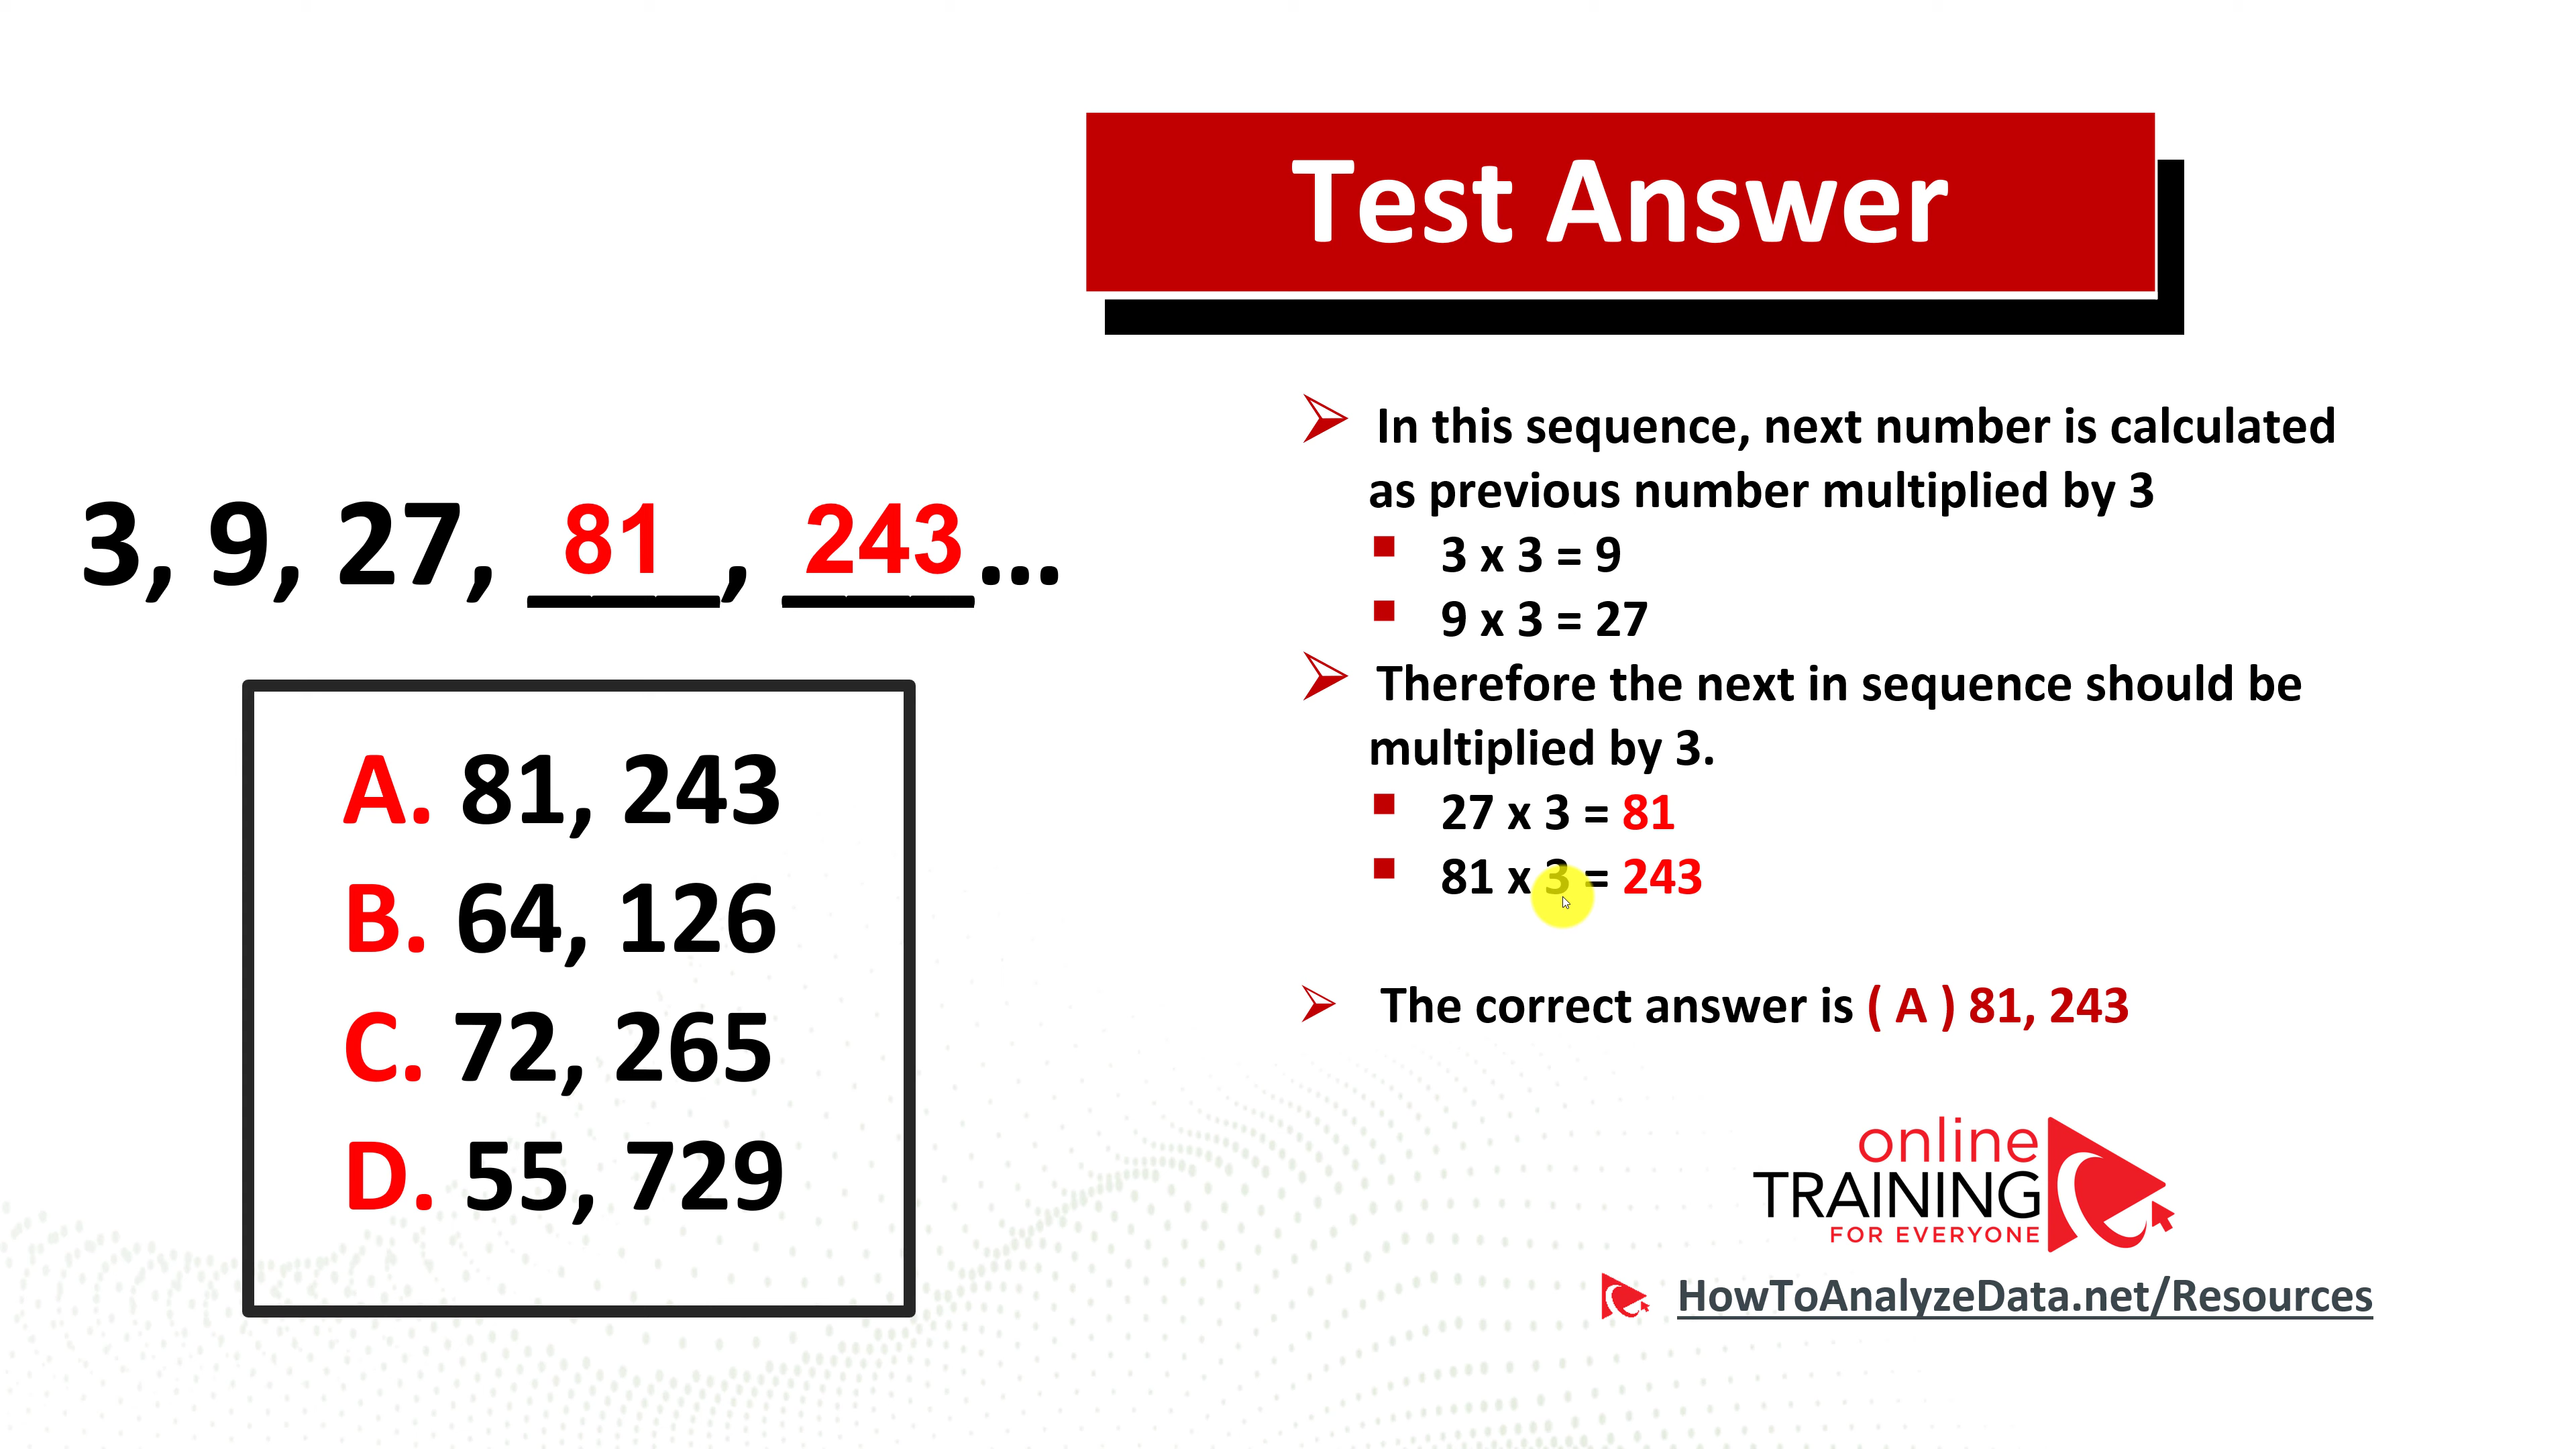 Test Answer
3, 9, 27, 81, 243...
A. 81, 243
B. 64, 126
C. 72, 265
D. 55, 729
In this sequence, next number is calculated
as previous number multiplied by 3
3 x 3 = 9
9 x 3 = 27
Therefore the next in sequence should be
multiplied by 3.
27 x 3 = 81
81 x 3 = 243
The correct answer is ( A ) 81, 243
online
TRAINING
FOR EVERYONE
HowToAnalyzeData.net/Resources